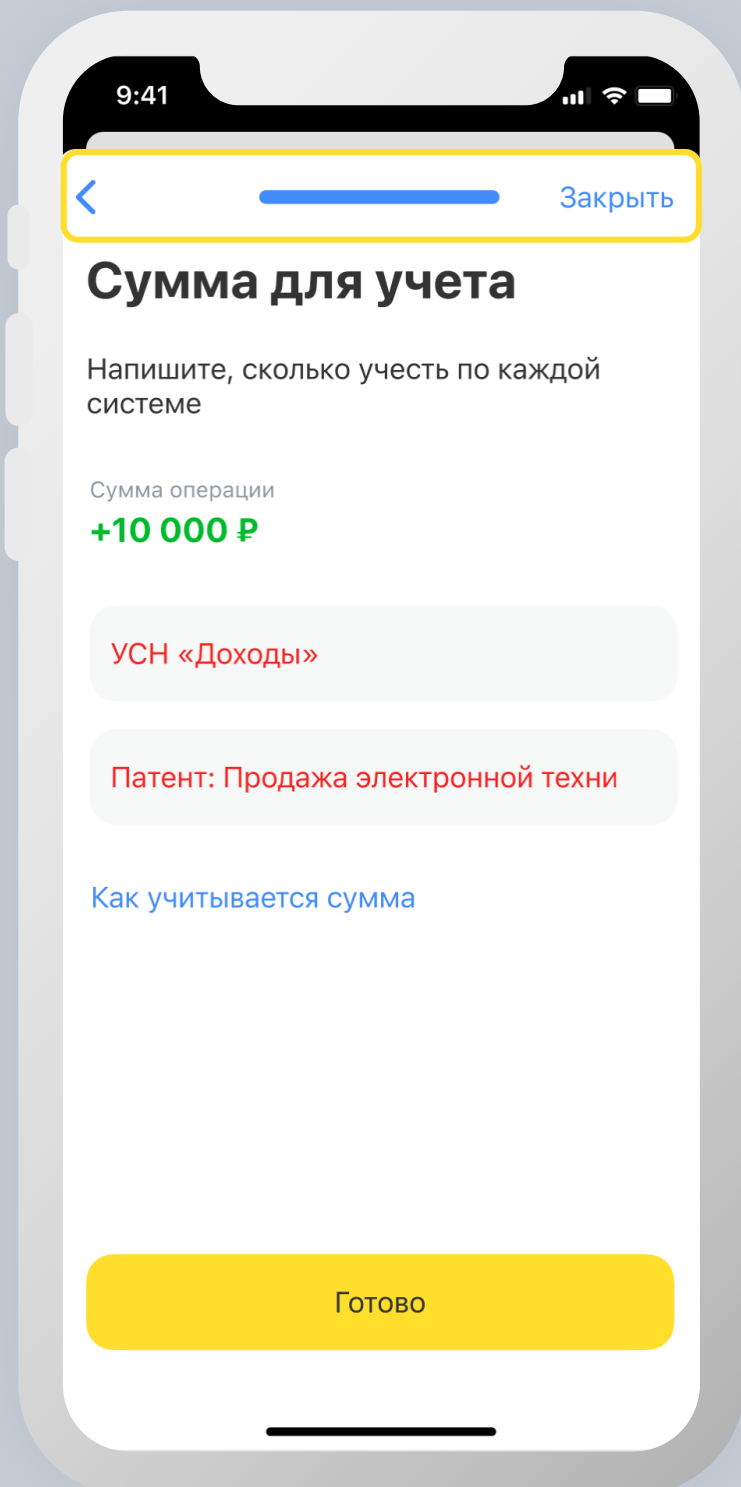 9:41
Закрыть
Сумма для учета
Напишите, сколько учесть по каждой
системе
Сумма операции
+10 000 ₽
УСН «Доходы»
Патент: Продажа электронной техни
Как учитывается сумма
Готово